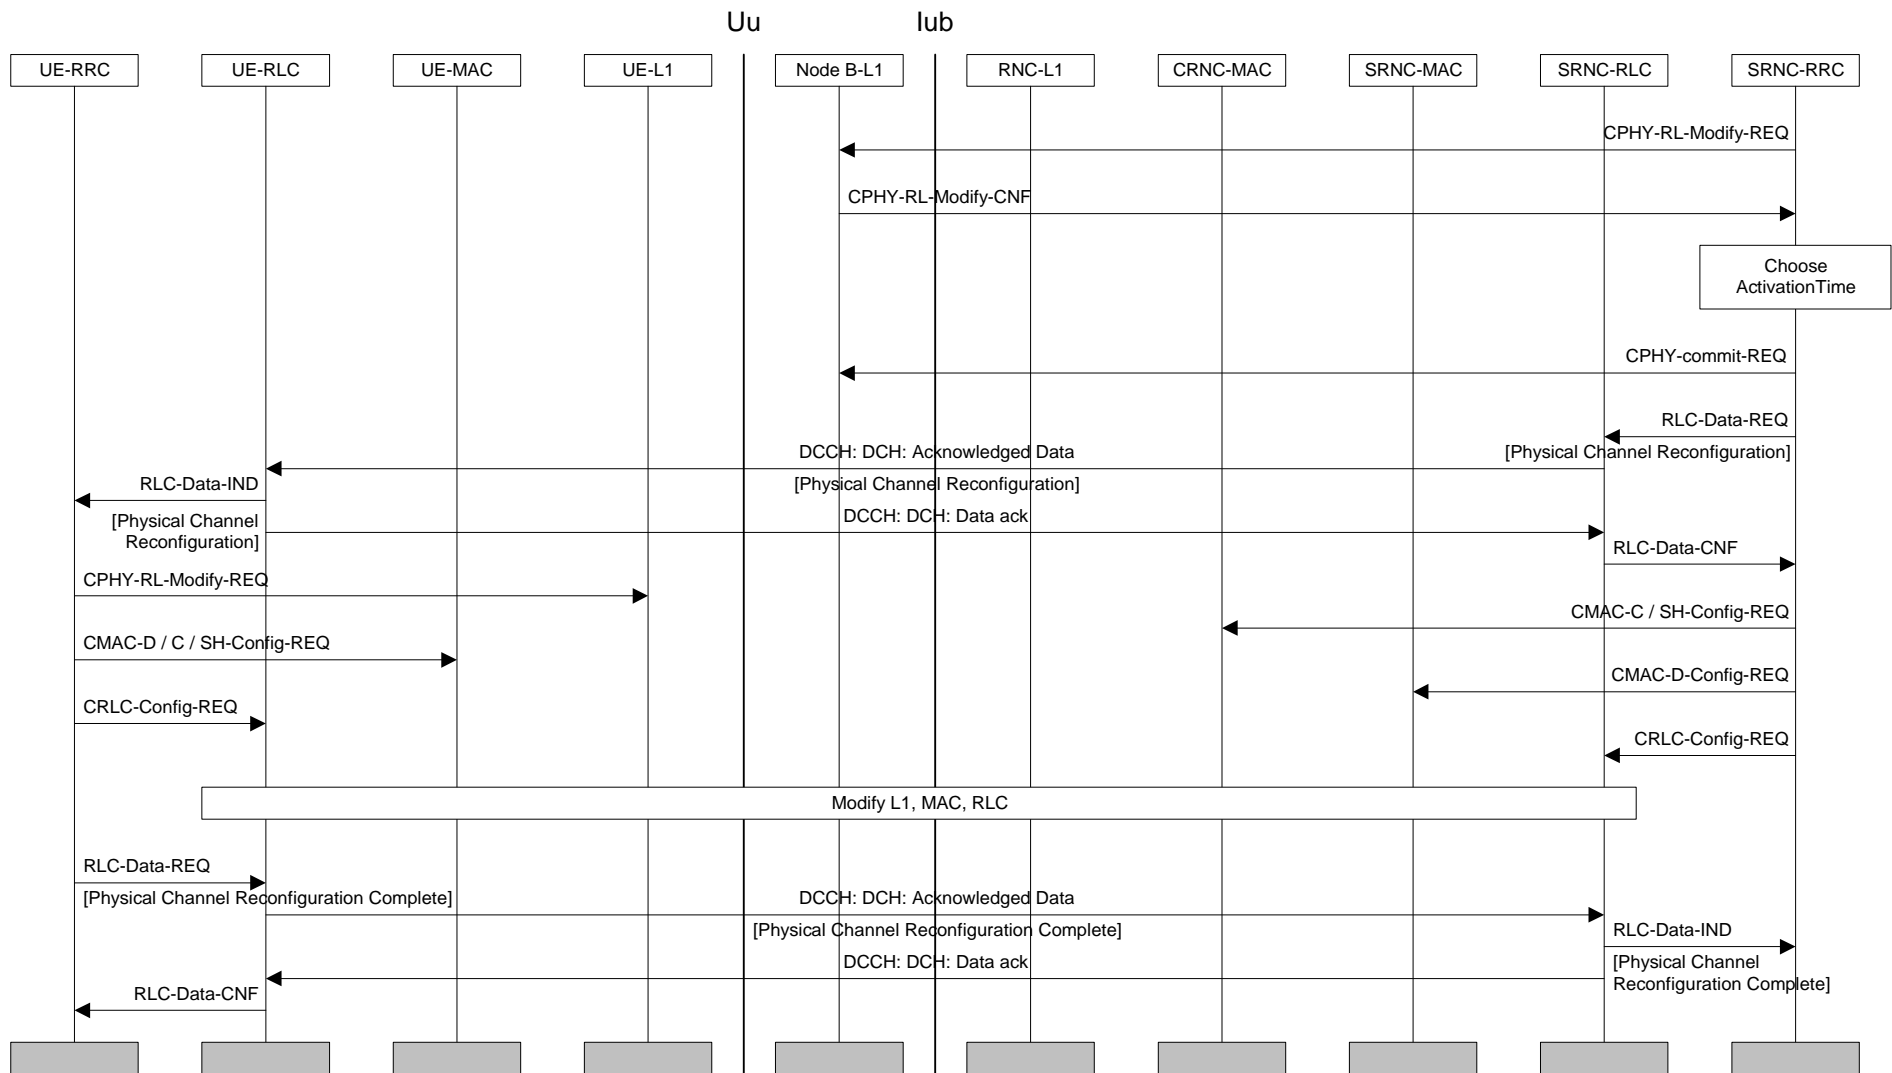 Uu
Iub
UE-RRC
UE-RLC
UE-MAC
UE-L1
Node B-L1
RNC-L1
CRNC-MAC
SRNC-MAC
SRNC-RLC
SRNC-RRC
CPHY-RL-Modify-REQ
CPHY-RL-Modify-CNF
Choose
ActivationTime
CPHY-commit-REQ
RLC-Data-REQ
[Physical Channel Reconfiguration]
DCCH: DCH: Acknowledged Data
[Physical Channel Reconfiguration]
RLC-Data-IND
[Physical Channel
Reconfiguration]
DCCH: DCH: Data ack
RLC-Data-CNF
CPHY-RL-Modify-REQ
CMAC-C / SH-Config-REQ
CMAC-D / C / SH-Config-REQ
CMAC-D-Config-REQ
CRLC-Config-REQ
CRLC-Config-REQ
Modify L1, MAC, RLC
RLC-Data-REQ
[Physical Channel Reconfiguration Complete]
DCCH: DCH: Acknowledged Data
[Physical Channel Reconfiguration Complete]
RLC-Data-IND
[Physical Channel
Reconfiguration Complete]
DCCH: DCH: Data ack
RLC-Data-CNF